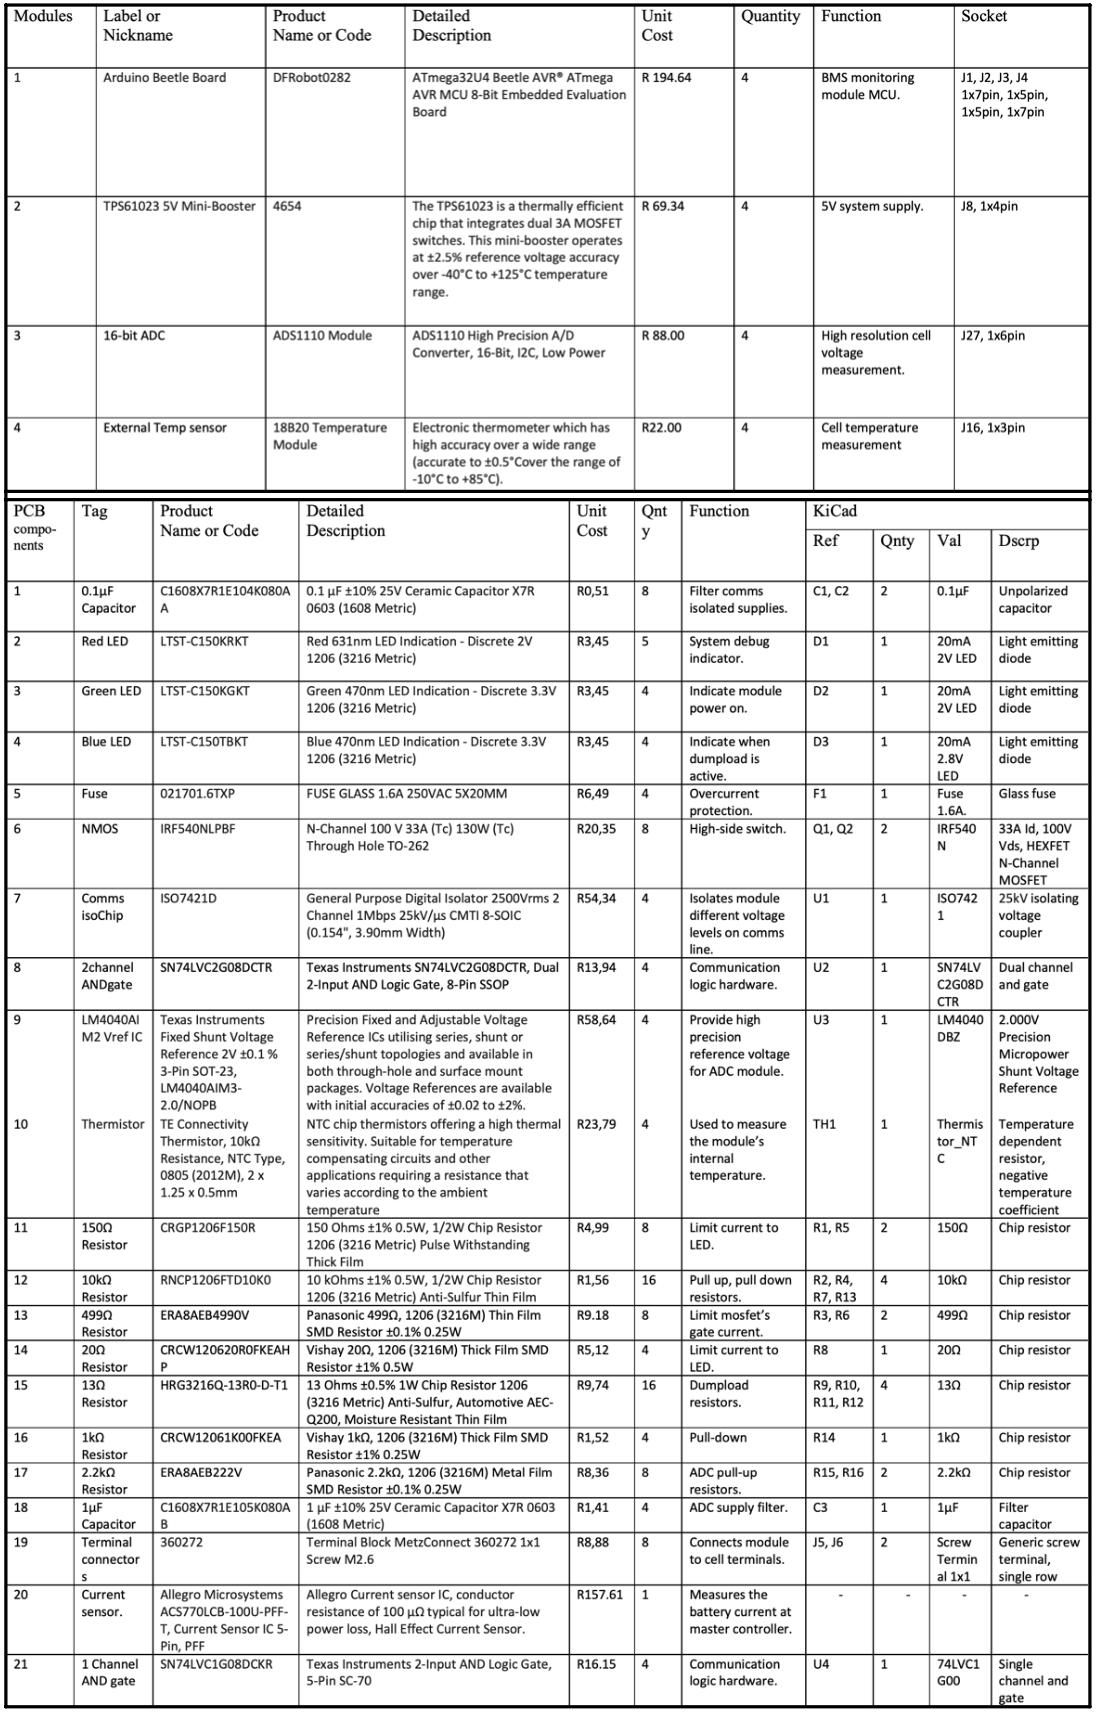 Modules Label or Nickname Product Name or Code Detailed Description Unit Cost Quantity Function Socket
1 Arduino Beetle Board DFRobot0282 ATmega32U4 Beetle AVR® ATmega AVR MCU 8-Bit Embedded Evaluation Board R 194.64 4 BMS monitoring module MCU. J1, J2, J3, J4 1x7pin, 1x5pin, 1x5pin, 1x7pin
2 TPS61023 5V Mini-Booster 4654 The TPS61023 is a thermally efficient chip that integrates dual 3A MOSFET switches. This mini-booster operates at ±2.5% reference voltage accuracy over -40°C to +125°C temperature range. R 69.34 4 5V system supply. J8, 1x4pin
3 16-bit ADC ADS1110 Module ADS1110 High Precision A/D Converter, 16-Bit, I2C, Low Power R 88.00 4 High resolution cell voltage measurement. J27, 1x6pin
4 External Temp sensor 18B20 Temperature Module Electronic thermometer which has high accuracy over a wide range (accurate to ±0.5°Cover the range of -10°C to +85°C). R22.00 4 Cell temperature measurement J16, 1x3pin
PCB compo-nents Tag Product Name or Code Detailed Description Unit Cost Qnty Function KiCad
Ref Qnty Val Dscrp
1 0.1µF Capacitor C1608X7R1E104K080AA 0.1 µF ±10% 25V Ceramic Capacitor X7R 0603 (1608 Metric) R0,51 8 Filter comms isolated supplies. C1, C2 2 0.1µF Unpolarized capacitor
2 Red LED LTST-C150KRKT Red 631nm LED Indication - Discrete 2V 1206 (3216 Metric) R3,45 5 System debug indicator. D1 1 20mA 2V LED Light emitting diode
3 Green LED LTST-C150KGKT Green 470nm LED Indication - Discrete 3.3V 1206 (3216 Metric) R3,45 4 Indicate module power on. D2 1 20mA 2V LED Light emitting diode
4 Blue LED LTST-C150TBKT Blue 470nm LED Indication - Discrete 3.3V 1206 (3216 Metric) R3,45 4 Indicate when dumpload is active. D3 1 20mA 2.8V LED Light emitting diode
5 Fuse 021701.6TXP FUSE GLASS 1.6A 250VAC 5X20MM R6,49 4 Overcurrent protection. F1 1 Fuse 1.6A. Glass fuse
6 NMOS IRF540NLPBF N-Channel 100 V 33A (Tc) 130W (Tc) Through Hole TO-262 R20,35 8 High-side switch. Q1, Q2 2 IRF540N 33A Id, 100V Vds, HEXFET N-Channel MOSFET
7 Comms isoChip ISO7421D General Purpose Digital Isolator 2500Vrms 2 Channel 1Mbps 25kV/µs CMTI 8-SOIC (0.154", 3.90mm Width) R54,34 4 Isolates module different voltage levels on comms line. U1 1 ISO7421 25kV isolating voltage coupler
8 2channel ANDgate SN74LVC2G08DCTR Texas Instruments SN74LVC2G08DCTR, Dual 2-Input AND Logic Gate, 8-Pin SSOP R13,94 4 Communication logic hardware. U2 1 SN74LVC2G08DCTR Dual channel and gate
9 LM4040AIM2 Vref IC Texas Instruments Fixed Shunt Voltage Reference 2V ±0.1 % 3-Pin SOT-23, LM4040AIM3-2.0/NOPB Precision Fixed and Adjustable Voltage Reference ICs utilising series, shunt or series/shunt topologies and available in both through-hole and surface mount packages. Voltage References are available with initial accuracies of ±0.02 to ±2%. R58,64 4 Provide high precision reference voltage for ADC module. U3 1 LM4040DBZ 2.000V Precision Micropower Shunt Voltage Reference
10 Thermistor TE Connectivity Thermistor, 10kΩ Resistance, NTC Type, 0805 (2012M), 2 x 1.25 x 0.5mm NTC chip thermistors offering a high thermal sensitivity. Suitable for temperature compensating circuits and other applications requiring a resistance that varies according to the ambient temperature R23,79 4 Used to measure the module's internal temperature. TH1 1 Thermistor_NTC Temperature dependent resistor, negative temperature coefficient
11 150Ω Resistor CRGP1206F150R 150 Ohms ±1% 0.5W, 1/2W Chip Resistor 1206 (3216 Metric) Pulse Withstanding Thick Film R4,99 8 Limit current to LED. R1, R5 2 150Ω Chip resistor
12 10kΩ Resistor RNCP1206FTD10K0 10 kOhms ±1% 0.5W, 1/2W Chip Resistor 1206 (3216 Metric) Anti-Sulfur Thin Film R1,56 16 Pull up, pull down resistors. R2, R4, R7, R13 4 10kΩ Chip resistor
13 499Ω Resistor ERA8AEB4990V Panasonic 499Ω, 1206 (3216M) Thin Film SMD Resistor ±0.1% 0.25W R9.18 8 Limit mosfet's gate current. R3, R6 2 499Ω Chip resistor
14 20Ω Resistor CRCW120620R0FKEAHP Vishay 20Ω, 1206 (3216M) Thick Film SMD Resistor ±1% 0.5W R5,12 4 Limit current to LED. R8 1 20Ω Chip resistor
15 13Ω Resistor HRG3216Q-13R0-D-T1 13 Ohms ±0.5% 1W Chip Resistor 1206 (3216 Metric) Anti-Sulfur, Automotive AEC-Q200, Moisture Resistant Thin Film R9,74 16 Dumpload resistors. R9, R10, R11, R12 4 13Ω Chip resistor
16 1kΩ Resistor CRCW12061K00FKEA Vishay 1kΩ, 1206 (3216M) Thick Film SMD Resistor ±1% 0.25W R1,52 4 Pull-down R14 1 1kΩ Chip resistor
17 2.2kΩ Resistor ERA8AEB222V Panasonic 2.2kΩ, 1206 (3216M) Metal Film SMD Resistor ±0.1% 0.25W R8,36 8 ADC pull-up resistors. R15, R16 2 2.2kΩ Chip resistor
18 1µF Capacitor C1608X7R1E105K080AB 1 µF ±10% 25V Ceramic Capacitor X7R 0603 (1608 Metric) R1,41 4 ADC supply filter. C3 1 1µF Filter capacitor
19 Terminal connectors 360272 Terminal Block MetzConnect 360272 1x1 Screw M2.6 R8,88 8 Connects module to cell terminals. J5, J6 2 Screw Terminal 1x1 Generic screw terminal, single row
20 Current sensor. Allegro Microsystems ACS770LCB-100U-PFF-T, Current Sensor IC 5-Pin, PFF Allegro Current sensor IC, conductor resistance of 100 µΩ typical for ultra-low power loss, Hall Effect Current Sensor. R157.61 1 Measures the battery current at master controller. - - - -
21 1 Channel AND gate SN74LVC1G08DCKR Texas Instruments 2-Input AND Logic Gate, 5-Pin SC-70 R16.15 4 Communication logic hardware. U4 1 74LVC1G00 Single channel and gate